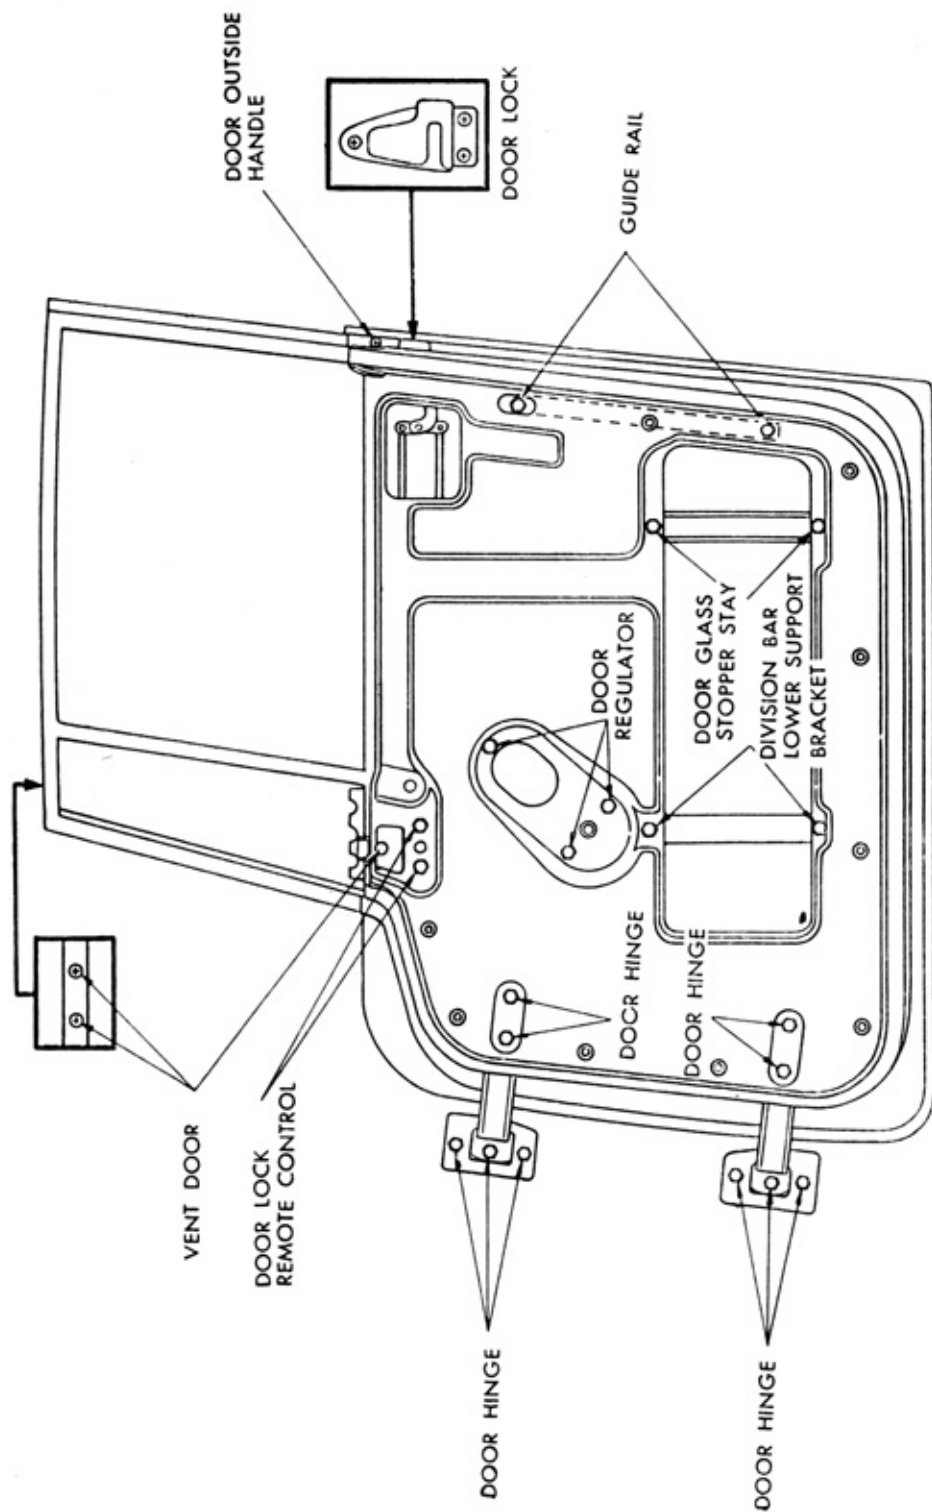 DOOR OUTSIDE
HANDLE
DOOR LOCK
GUIDE RAIL
VENT DOOR
DOOR LOCK
REMOTE CONTROL
DOOR
REGULATOR
DOOR GLASS
STOPPER STAY
DIVISION BAR
LOWER SUPPORT
BRACKET
DOCR HINGE
DOOR HINGE
DOOR HINGE
DOOR HINGE